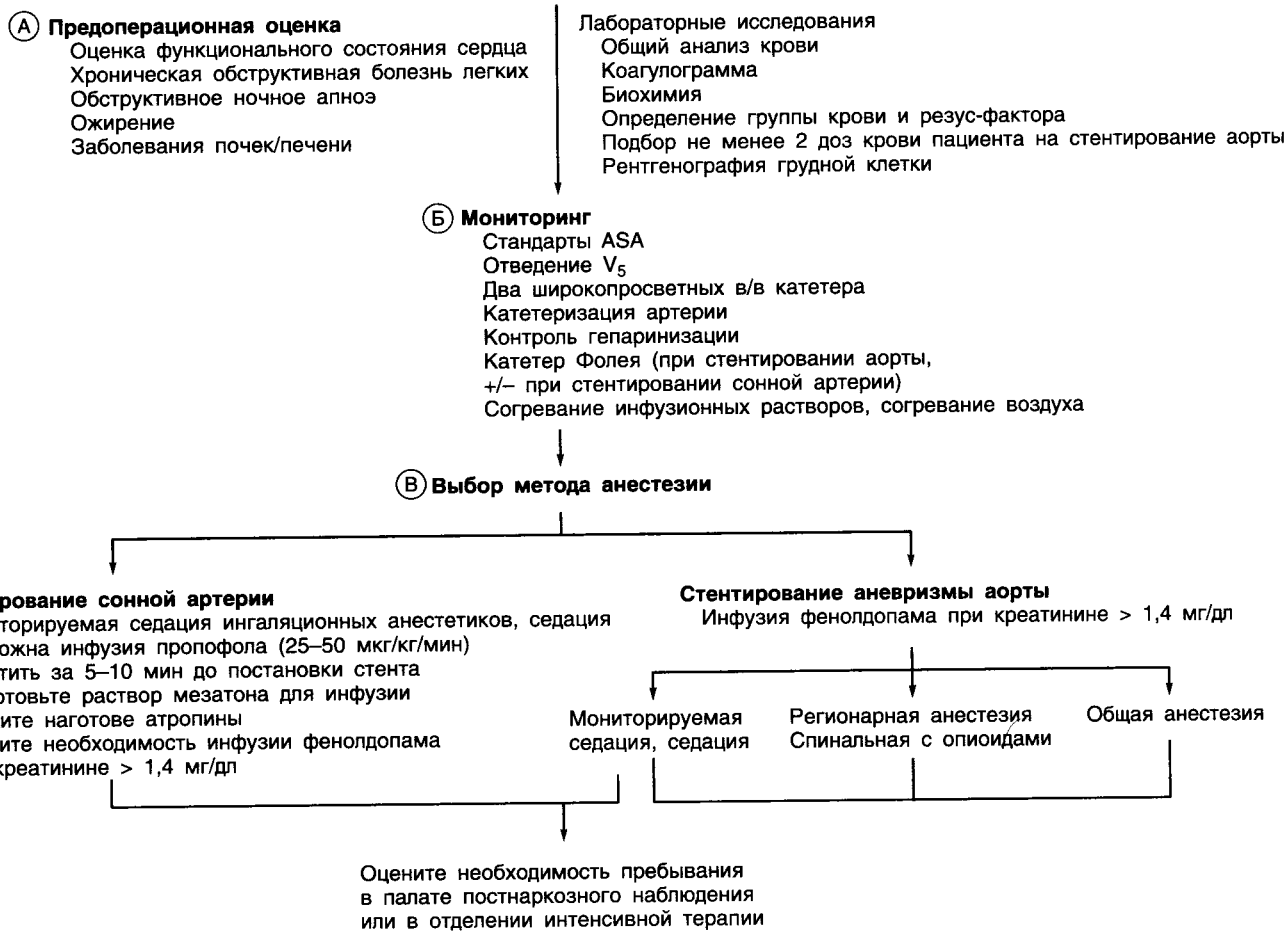 А Предоперационная оценка
Оценка функционального состояния сердца
Хроническая обструктивная болезнь легких
Обструктивное ночное апноэ
Ожирение
Заболевания почек/печени
Лабораторные исследования
Общий анализ крови
Коагулограмма
Биохимия
Определение группы крови и резус-фактора
Подбор не менее 2 доз крови пациента на стентирование аорты
Рентгенография грудной клетки
Б Мониторинг
Стандарты ASA
Отведение V₅
Два широкопросветных в/в катетера
Катетеризация артерии
Контроль гепаринизации
Катетер Фолея (при стентировании аорты,
+/– при стентировании сонной артерии)
Согревание инфузионных растворов, согревание воздуха
В Выбор метода анестезии
рование сонной артерии
торируемая седация ингаляционных анестетиков, седация
ожна инфузия пропофола (25–50 мкг/кг/мин)
тить за 5–10 мин до постановки стента
отовьте раствор мезатона для инфузии
ите наготове атропины
ите необходимость инфузии фенолдопама
креатинине > 1,4 мг/дл
Стентирование аневризмы аорты
Инфузия фенолдопама при креатинине > 1,4 мг/дл
Мониторируемая
седация, седация
Регионарная анестезия
Спинальная с опиоидами
Общая анестезия
Оцените необходимость пребывания
в палате постнаркозного наблюдения
или в отделении интенсивной терапии